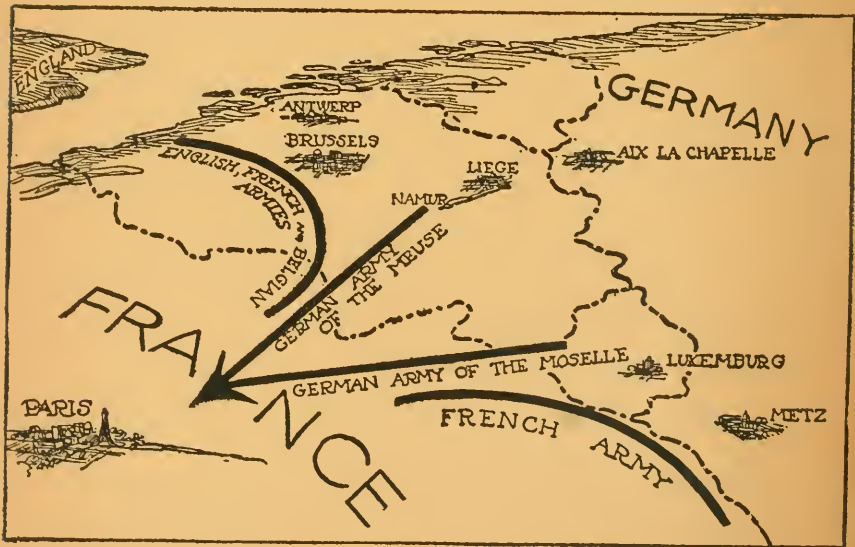 ENGLAND
GERMANY
ANTWERP
BRUSSELS
AIX LA CHAPELLE
LIEGE
ENGLISH, FRENCH AND BELGIAN
ARMIES
NAMUR
GERMAN ARMY
OF THE MEUSE
FRANCE
GERMAN ARMY OF THE MOSELLE
LUXEMBURG
PARIS
METZ
FRENCH ARMY